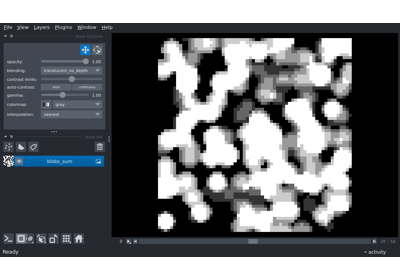 File View Layers Plugins Window Help
opacity: 1.00
blending: translucent_no_depth
contrast limits:
auto-contrast: once continuous
gamma: 1.00
colormap: gray
interpolation: nearest
blobs_sum
Ready
activity